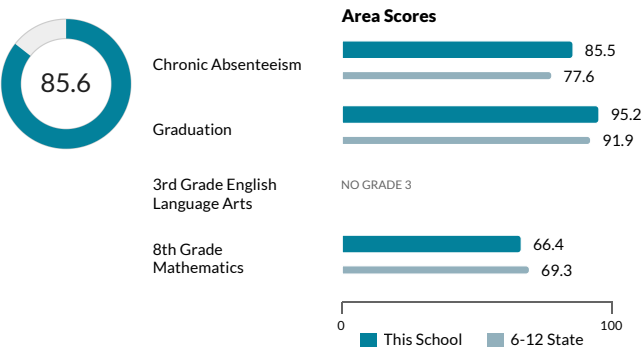 Area Scores
85.6
Chronic Absenteeism
85.5
77.6
Graduation
95.2
91.9
3rd Grade English
Language Arts
NO GRADE 3
8th Grade
Mathematics
66.4
69.3
0
100
This School
6-12 State